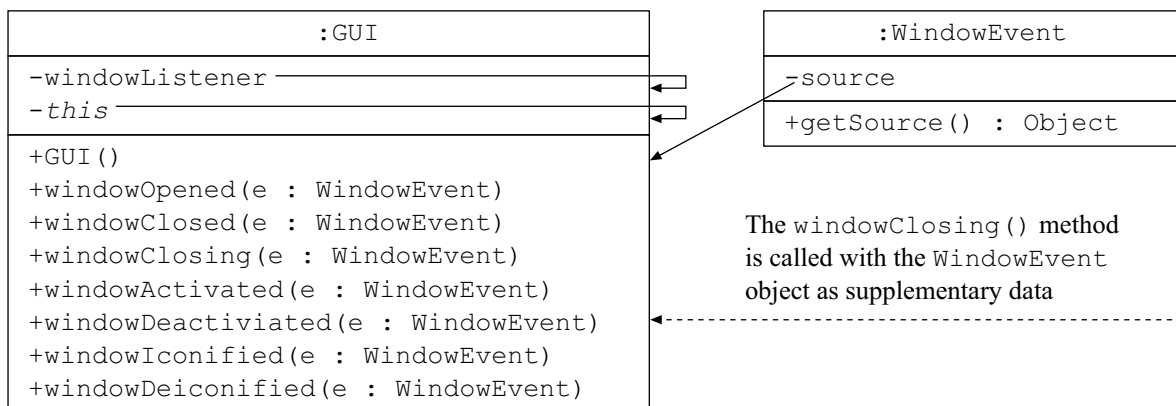 :GUI
-windowListener
-this
+GUI()
+windowOpened(e : WindowEvent)
+windowClosed(e : WindowEvent)
+windowClosing(e : WindowEvent)
+windowActivated(e : WindowEvent)
+windowDeactiviated(e : WindowEvent)
+windowIconified(e : WindowEvent)
+windowDeiconified(e : WindowEvent)
:WindowEvent
-source
+getSource() : Object
The windowClosing() method
is called with the WindowEvent
object as supplementary data